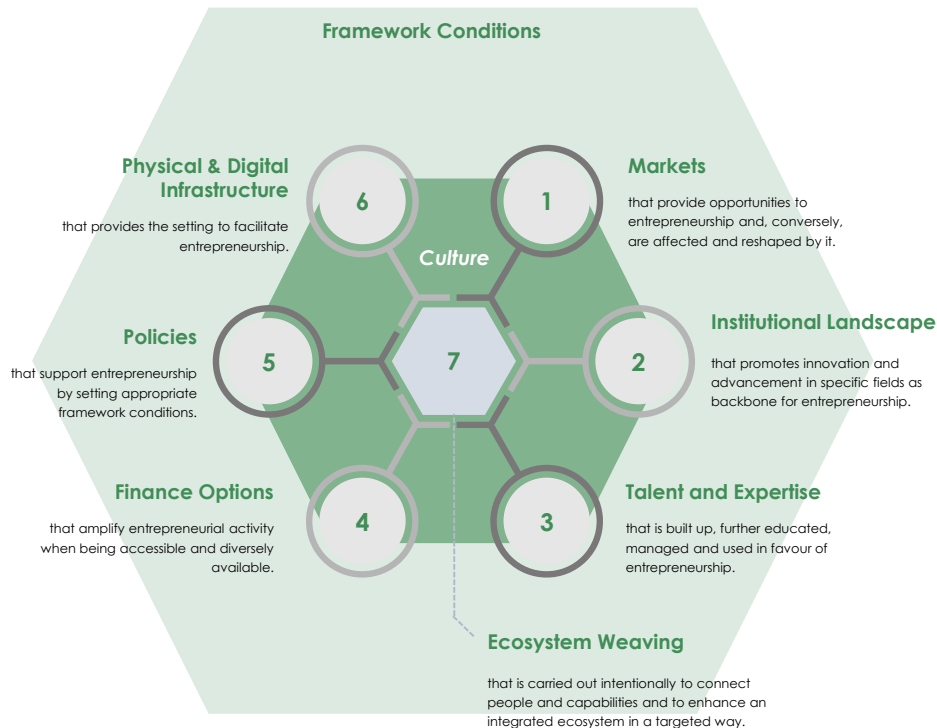 Framework Conditions
Physical & Digital
Infrastructure
that provides the setting to facilitate
entrepreneurship.
6
1
Markets
that provide opportunities to
entrepreneurship and, conversely,
are affected and reshaped by it.
Culture
Policies
that support entrepreneurship
by setting appropriate
framework conditions.
5
7
2
Institutional Landscape
that promotes innovation and
advancement in specific fields as
backbone for entrepreneurship.
Finance Options
that amplify entrepreneurial activity
when being accessible and diversely
available.
4
3
Talent and Expertise
that is built up, further educated,
managed and used in favour of
entrepreneurship.
Ecosystem Weaving
that is carried out intentionally to connect
people and capabilities and to enhance an
integrated ecosystem in a targeted way.